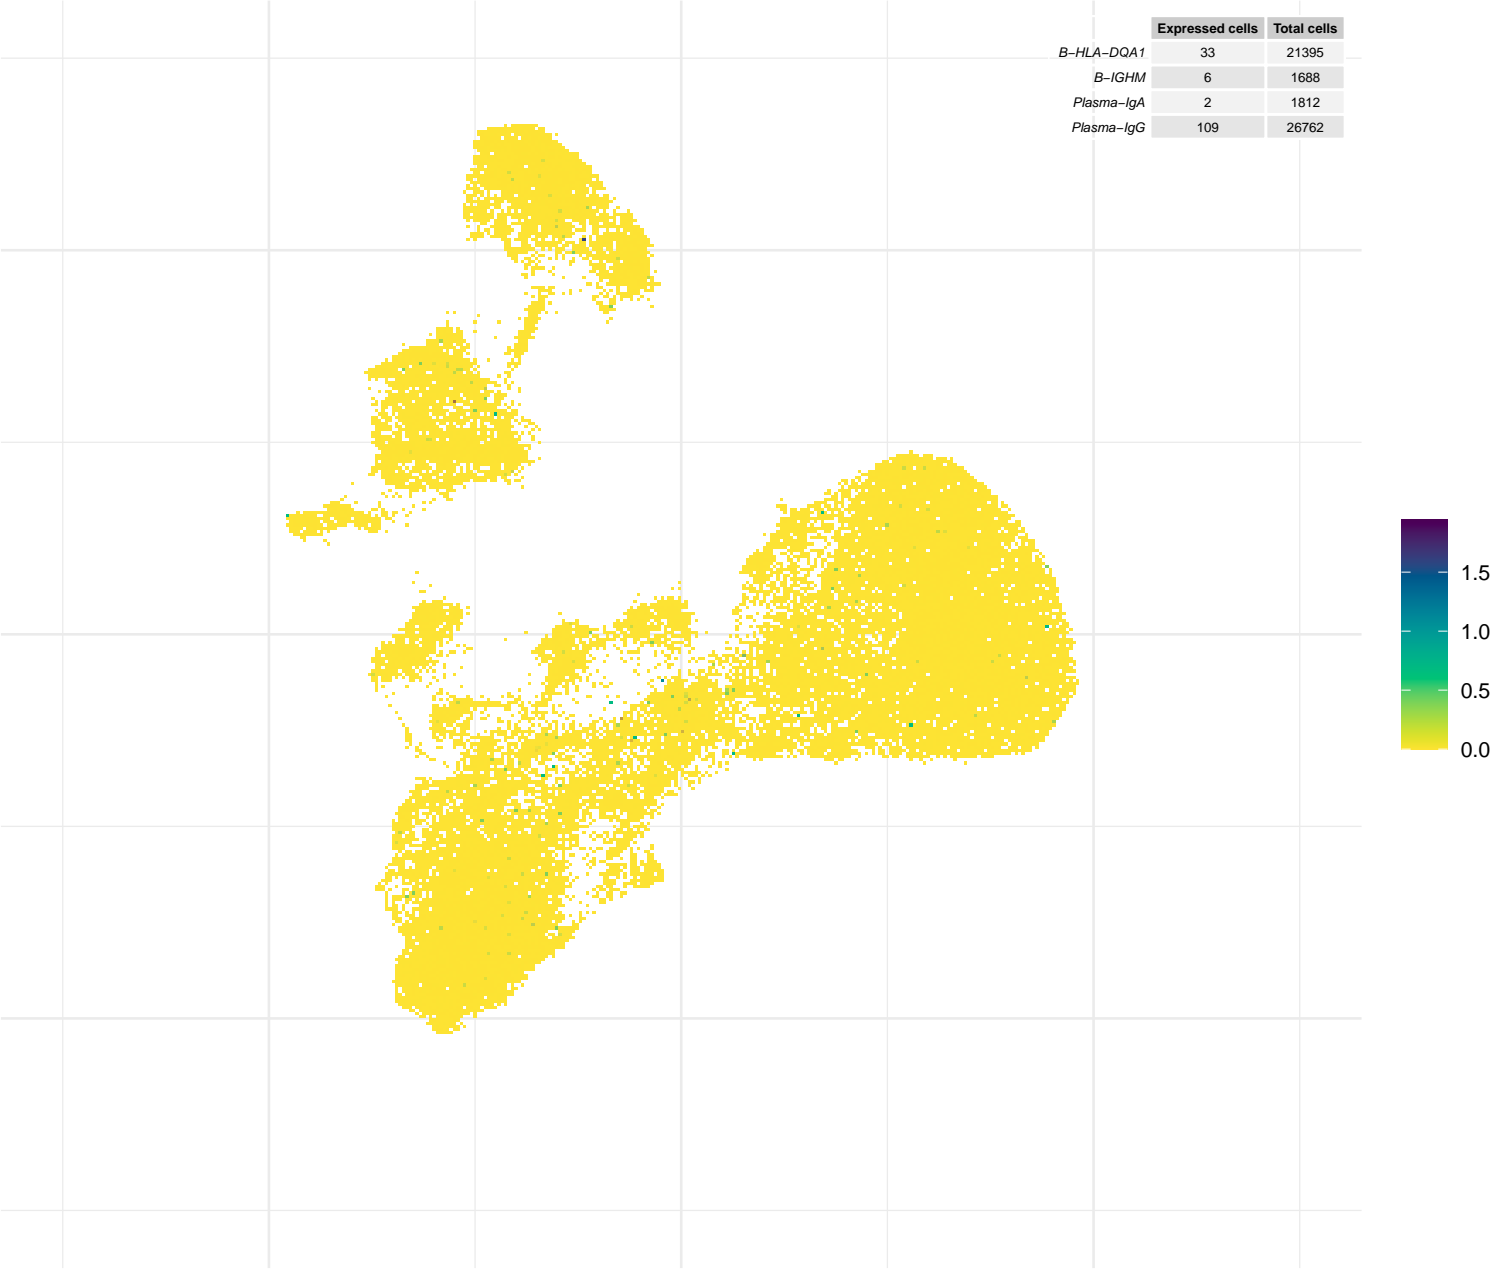 Expressed cells Total cells
B−HLA−DQA1 33 21395
B−IGHM 6 1688
Plasma−IgA 2 1812
Plasma−IgG 109 26762
1.5
1.0
0.5
0.0